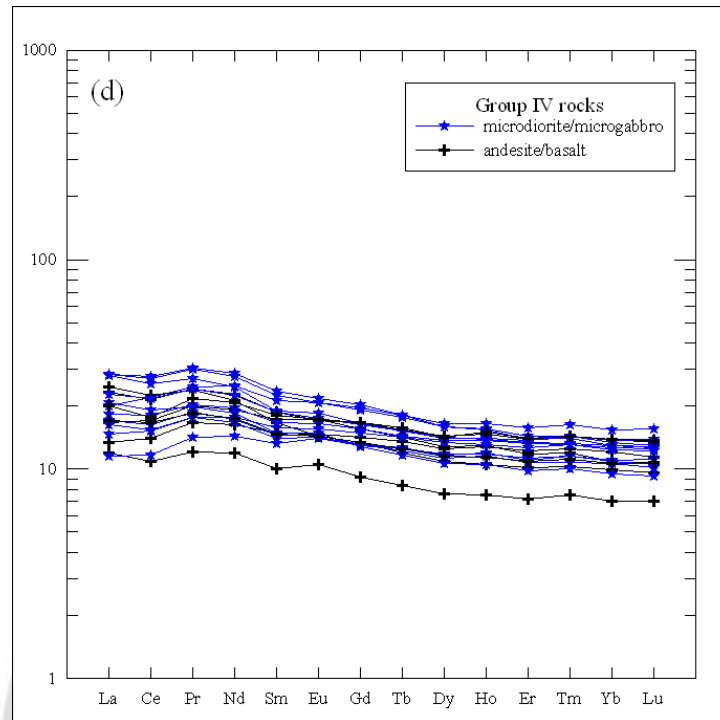 1000
(d)
Group IV rocks
microdiorite/microgabbro
andesite/basalt
100
10
1
La Ce Pr Nd Sm Eu Gd Tb Dy Ho Er Tm Yb Lu